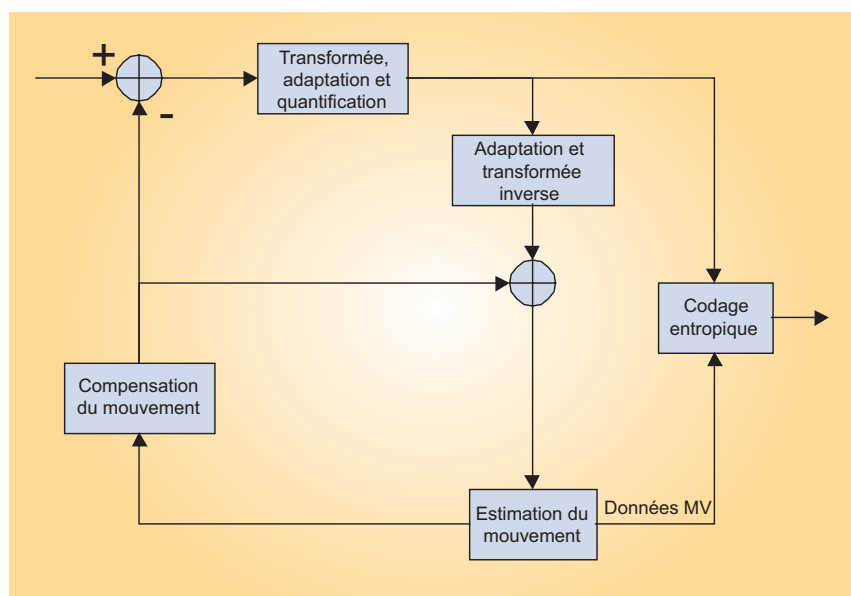 +
-
Transformée,
adaptation et
quantification
Adaptation et
transformée
inverse
Codage
entropique
Compensation
du mouvement
Estimation du
mouvement
Données MV